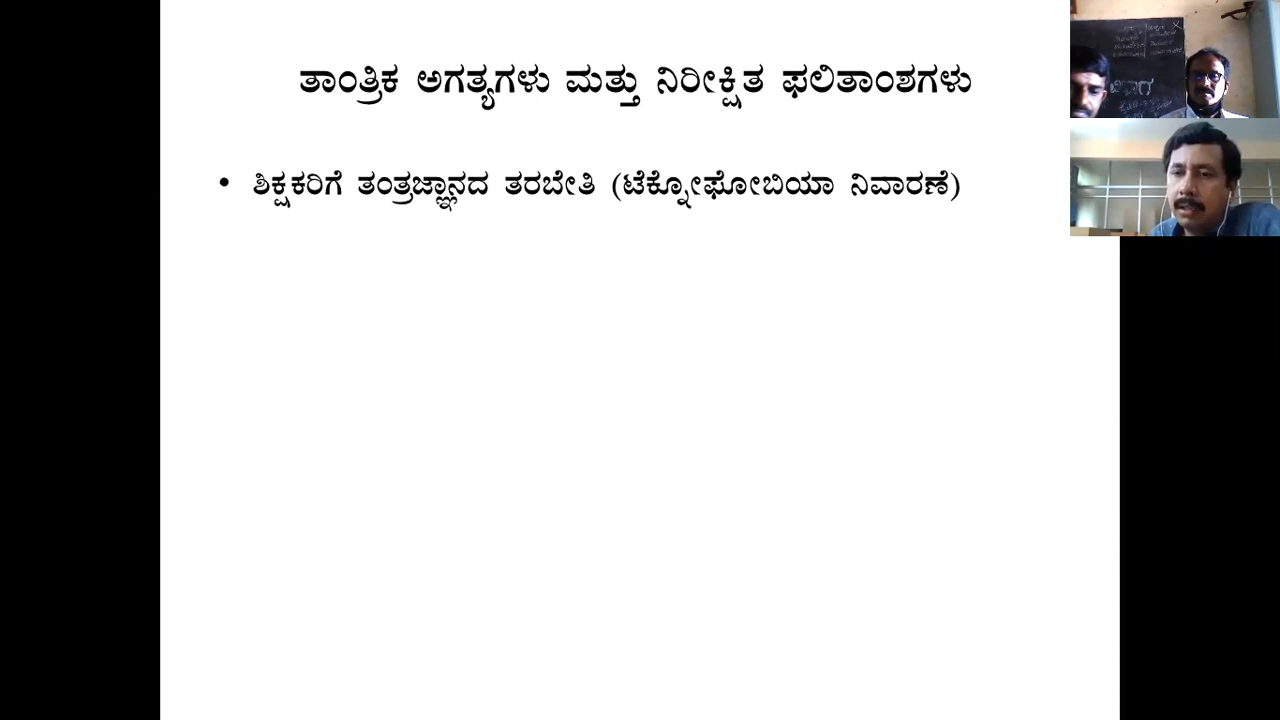 ತಾಂತ್ರಿಕ ಅಗತ್ಯಗಳು ಮತ್ತು ನಿರೀಕ್ಷಿತ ಫಲಿತಾಂಶಗಳು
• ಶಿಕ್ಷಕರಿಗೆ ತಂತ್ರಜ್ಞಾನದ ತರಬೇತಿ (ಟೆಕ್ನೋಫೋಬಿಯಾ ನಿವಾರಣೆ)